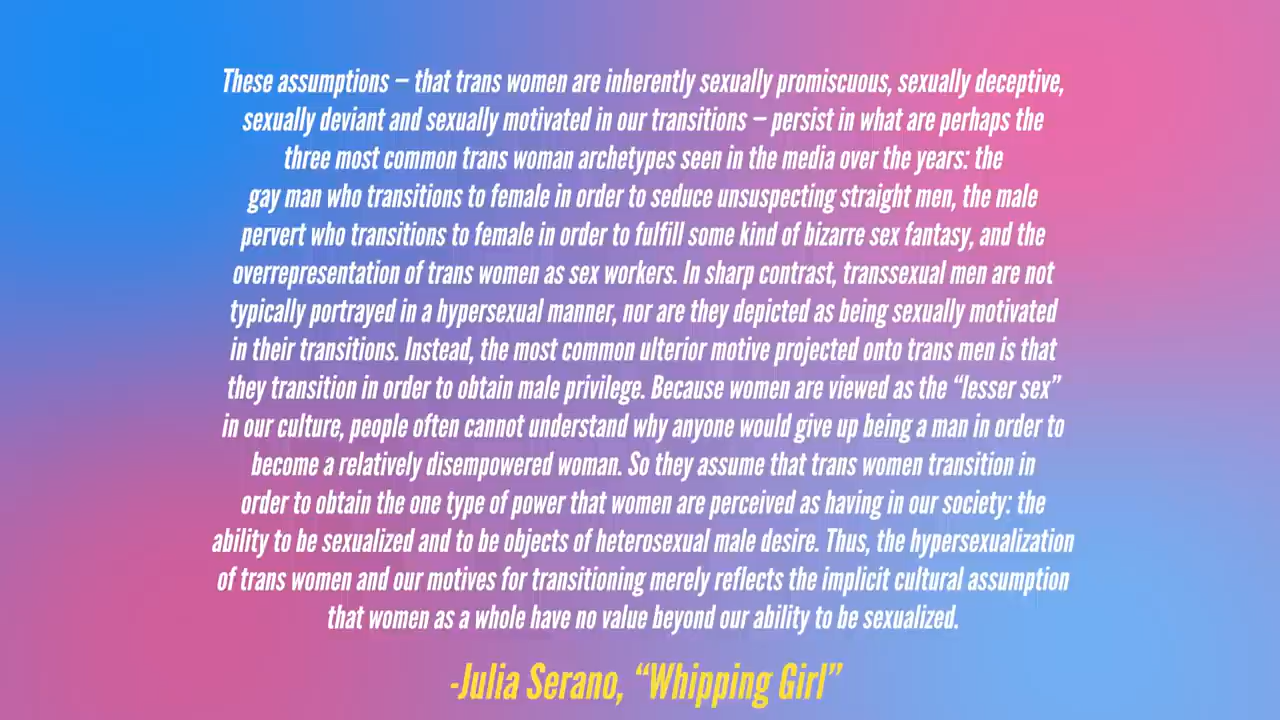 These assumptions – that trans women are inherently sexually promiscuous, sexually deceptive,
sexually deviant and sexually motivated in our transitions – persist in what are perhaps the
three most common trans woman archetypes seen in the media over the years: the
gay man who transitions to female in order to seduce unsuspecting straight men, the male
pervert who transitions to female in order to fulfill some kind of bizarre sex fantasy, and the
overrepresentation of trans women as sex workers. In sharp contrast, transsexual men are not
typically portrayed in a hypersexual manner, nor are they depicted as being sexually motivated
in their transitions. Instead, the most common ulterior motive projected onto trans men is that
they transition in order to obtain male privilege. Because women are viewed as the “lesser sex”
in our culture, people often cannot understand why anyone would give up being a man in order to
become a relatively disempowered woman. So they assume that trans women transition in
order to obtain the one type of power that women are perceived as having in our society: the
ability to be sexualized and to be objects of heterosexual male desire. Thus, the hypersexualization
of trans women and our motives for transitioning merely reflects the implicit cultural assumption
that women as a whole have no value beyond our ability to be sexualized.
-Julia Serano, “Whipping Girl”